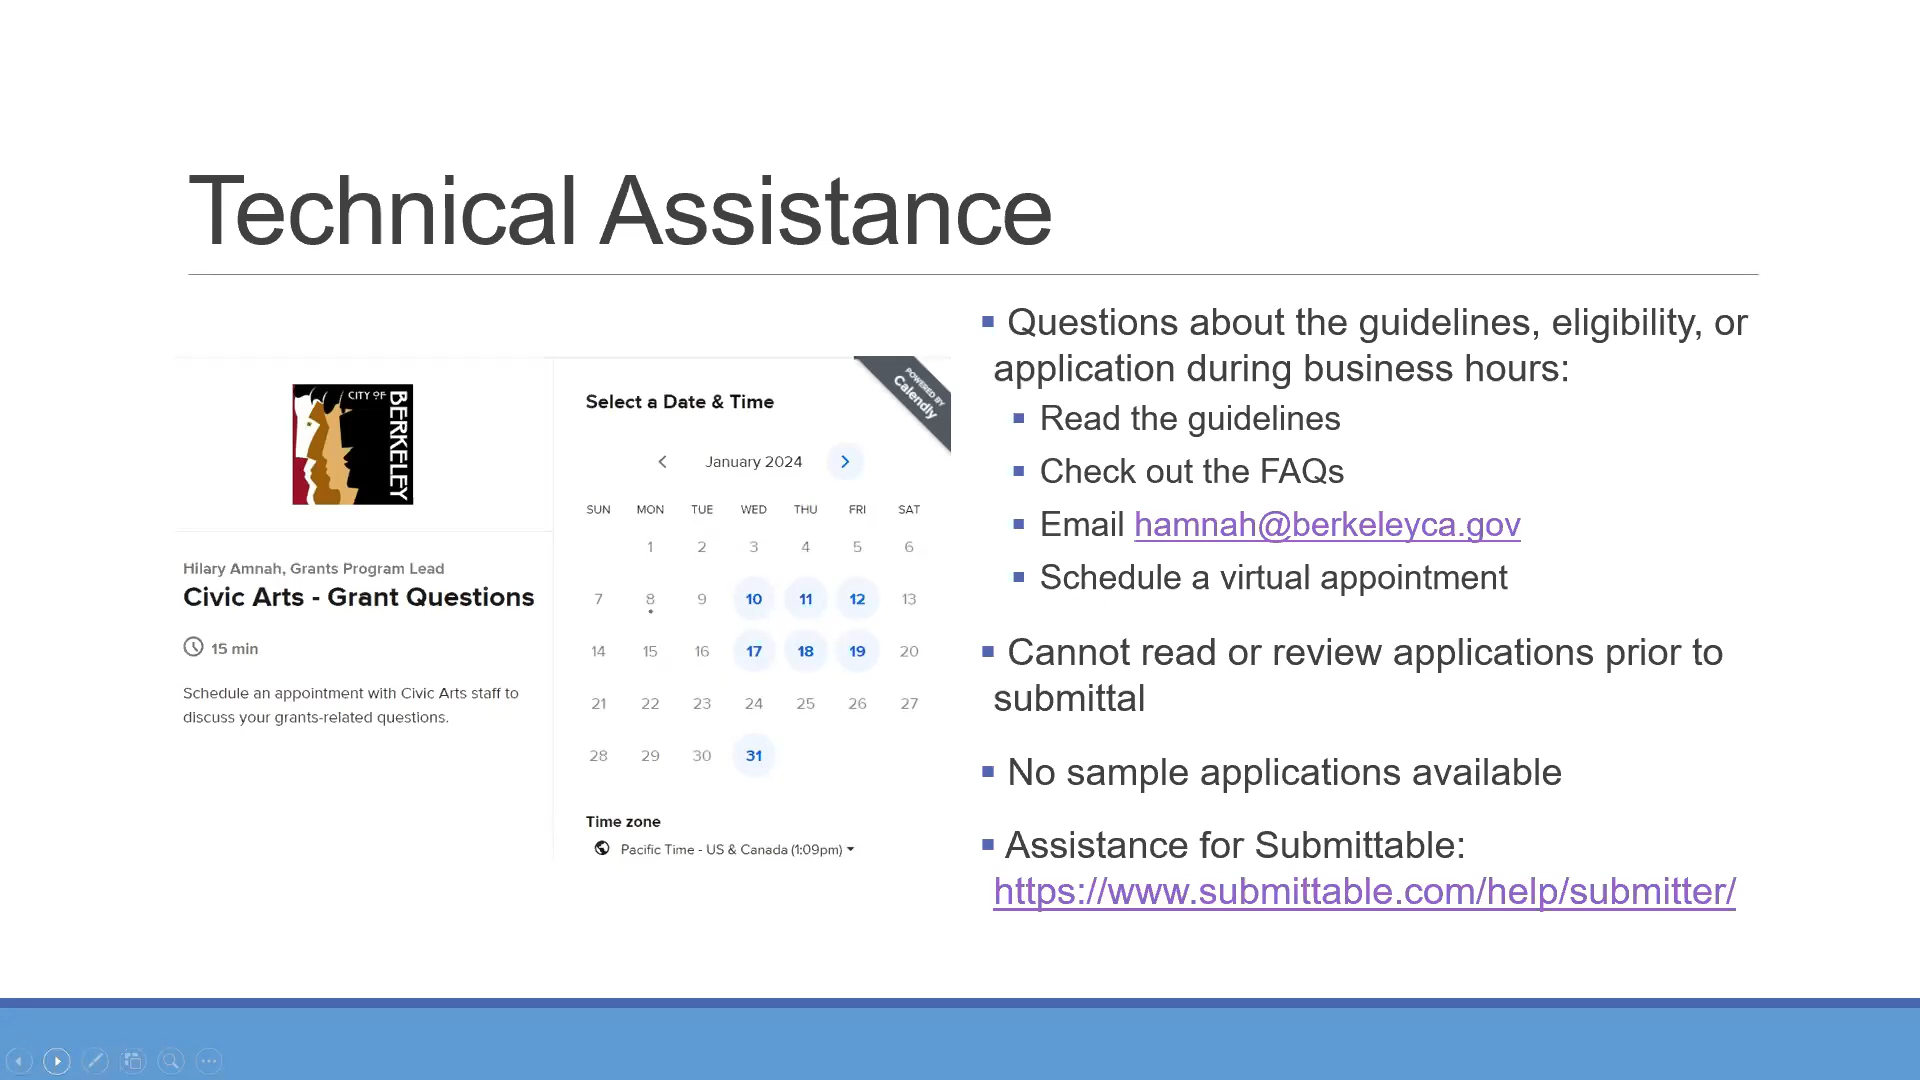 Technical Assistance
CITY OF
BERKELEY
Hilary Amnah, Grants Program Lead
Civic Arts - Grant Questions
15 min
Schedule an appointment with Civic Arts staff to
discuss your grants-related questions.
POWERED BY
Calendly
Select a Date & Time
January 2024
SUN MON TUE WED THU FRI SAT
1 2 3 4 5 6
7 8 9 10 11 12 13
14 15 16 17 18 19 20
21 22 23 24 25 26 27
28 29 30 31
Time zone
Pacific Time - US & Canada (1:09pm)
Questions about the guidelines, eligibility, or
application during business hours:
Read the guidelines
Check out the FAQs
Email hamnah@berkeleyca.gov
Schedule a virtual appointment
Cannot read or review applications prior to
submittal
No sample applications available
Assistance for Submittable:
https://www.submittable.com/help/submitter/